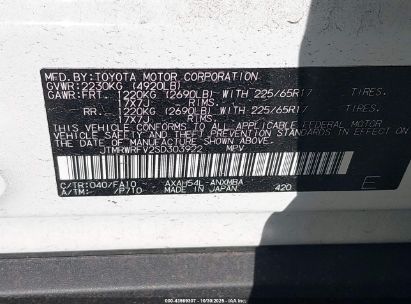 MFD.BY:TOYOTA MOTOR CORPORATION
GVWR:2230KG (4920LB)
GAWR:FRT. 1220KG (2690LB) WITH 225/65R17 TIRES.
17X7J RIMS.
RR. 1220KG (2690LB) WITH 225/65R17 TIRES.
17X7J RIMS.
THIS VEHICLE CONFORMS TO ALL APPLICABLE FEDERAL MOTOR
VEHICLE SAFETY AND THEFT PREVENTION STANDARDS IN EFFECT ON
THE DATE OF MANUFACTURE SHOWN ABOVE.
JTMRWRFV2SD303922 MPV
C/TR:040/FA10 AXAH54L-ANXMBA
A/TM: /P710 MADE IN JAPAN 420 E